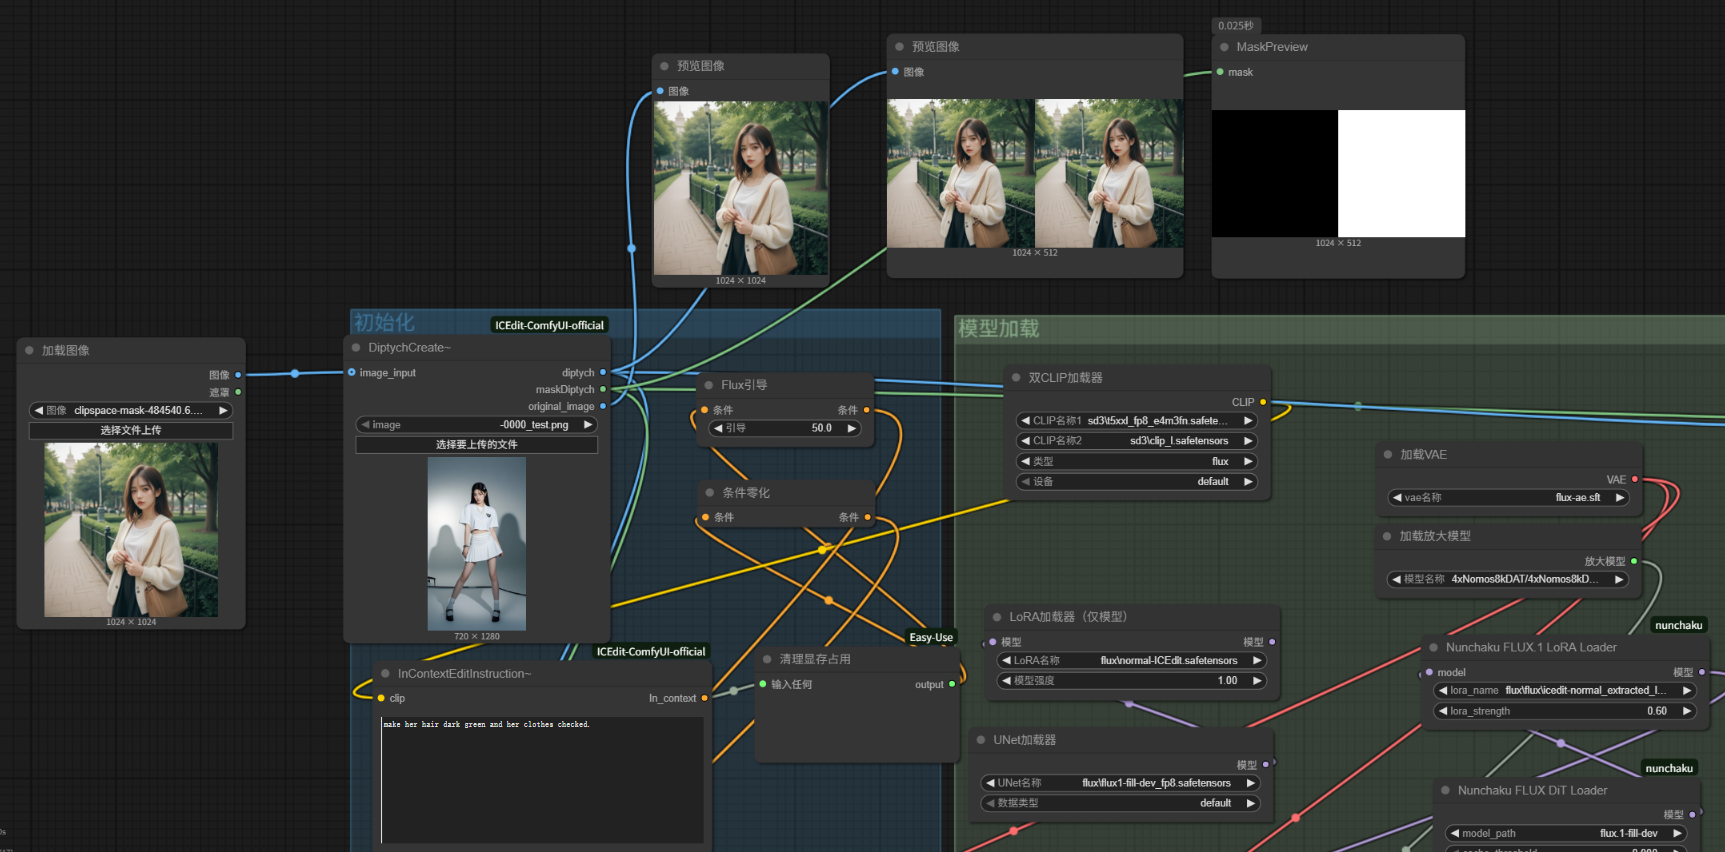 0.025秒
预览图像
图像
1024 × 1024
预览图像
图像
1024 × 512
MaskPreview
mask
1024 × 512
加载图像
图像
遮罩
图像 clipspace-mask-484540.6....
选择文件上传
1024 × 1024
初始化
ICEdit-ComfyUI-official
DiptychCreate~
image_input
diptych
maskDiptych
original_image
image -0000_test.png
选择要上传的文件
720 × 1280
Flux引导
条件 条件
引导 50.0
条件零化
条件 条件
ICEdit-ComfyUI-official
InContextEditInstruction~
clip In_context
make her hair dark green and her clothes checked.
Easy-Use
清理显存占用
输入任何 output
模型加载
双CLIP加载器
CLIP
CLIP名称1 sd3\t5xxl_fp8_e4m3fn.safete...
CLIP名称2 sd3\clip_l.safetensors
类型 flux
设备 default
加载VAE
VAE
vae名称 flux-ae.sft
加载放大模型
放大模型
模型名称 4xNomos8kDAT/4xNomos8kD...
LoRA加载器（仅模型）
模型 模型
LoRA名称 flux\normal-ICEdit.safetensors
模型强度 1.00
UNet加载器
模型
UNet名称 flux\flux1-fill-dev_fp8.safetensors
数据类型 default
nunchaku
Nunchaku FLUX.1 LoRA Loader
model 模型
lora_name flux\flux\icedit-normal_extracted_l...
lora_strength 0.60
nunchaku
Nunchaku FLUX DiT Loader
模型
model_path flux.1-fill-dev